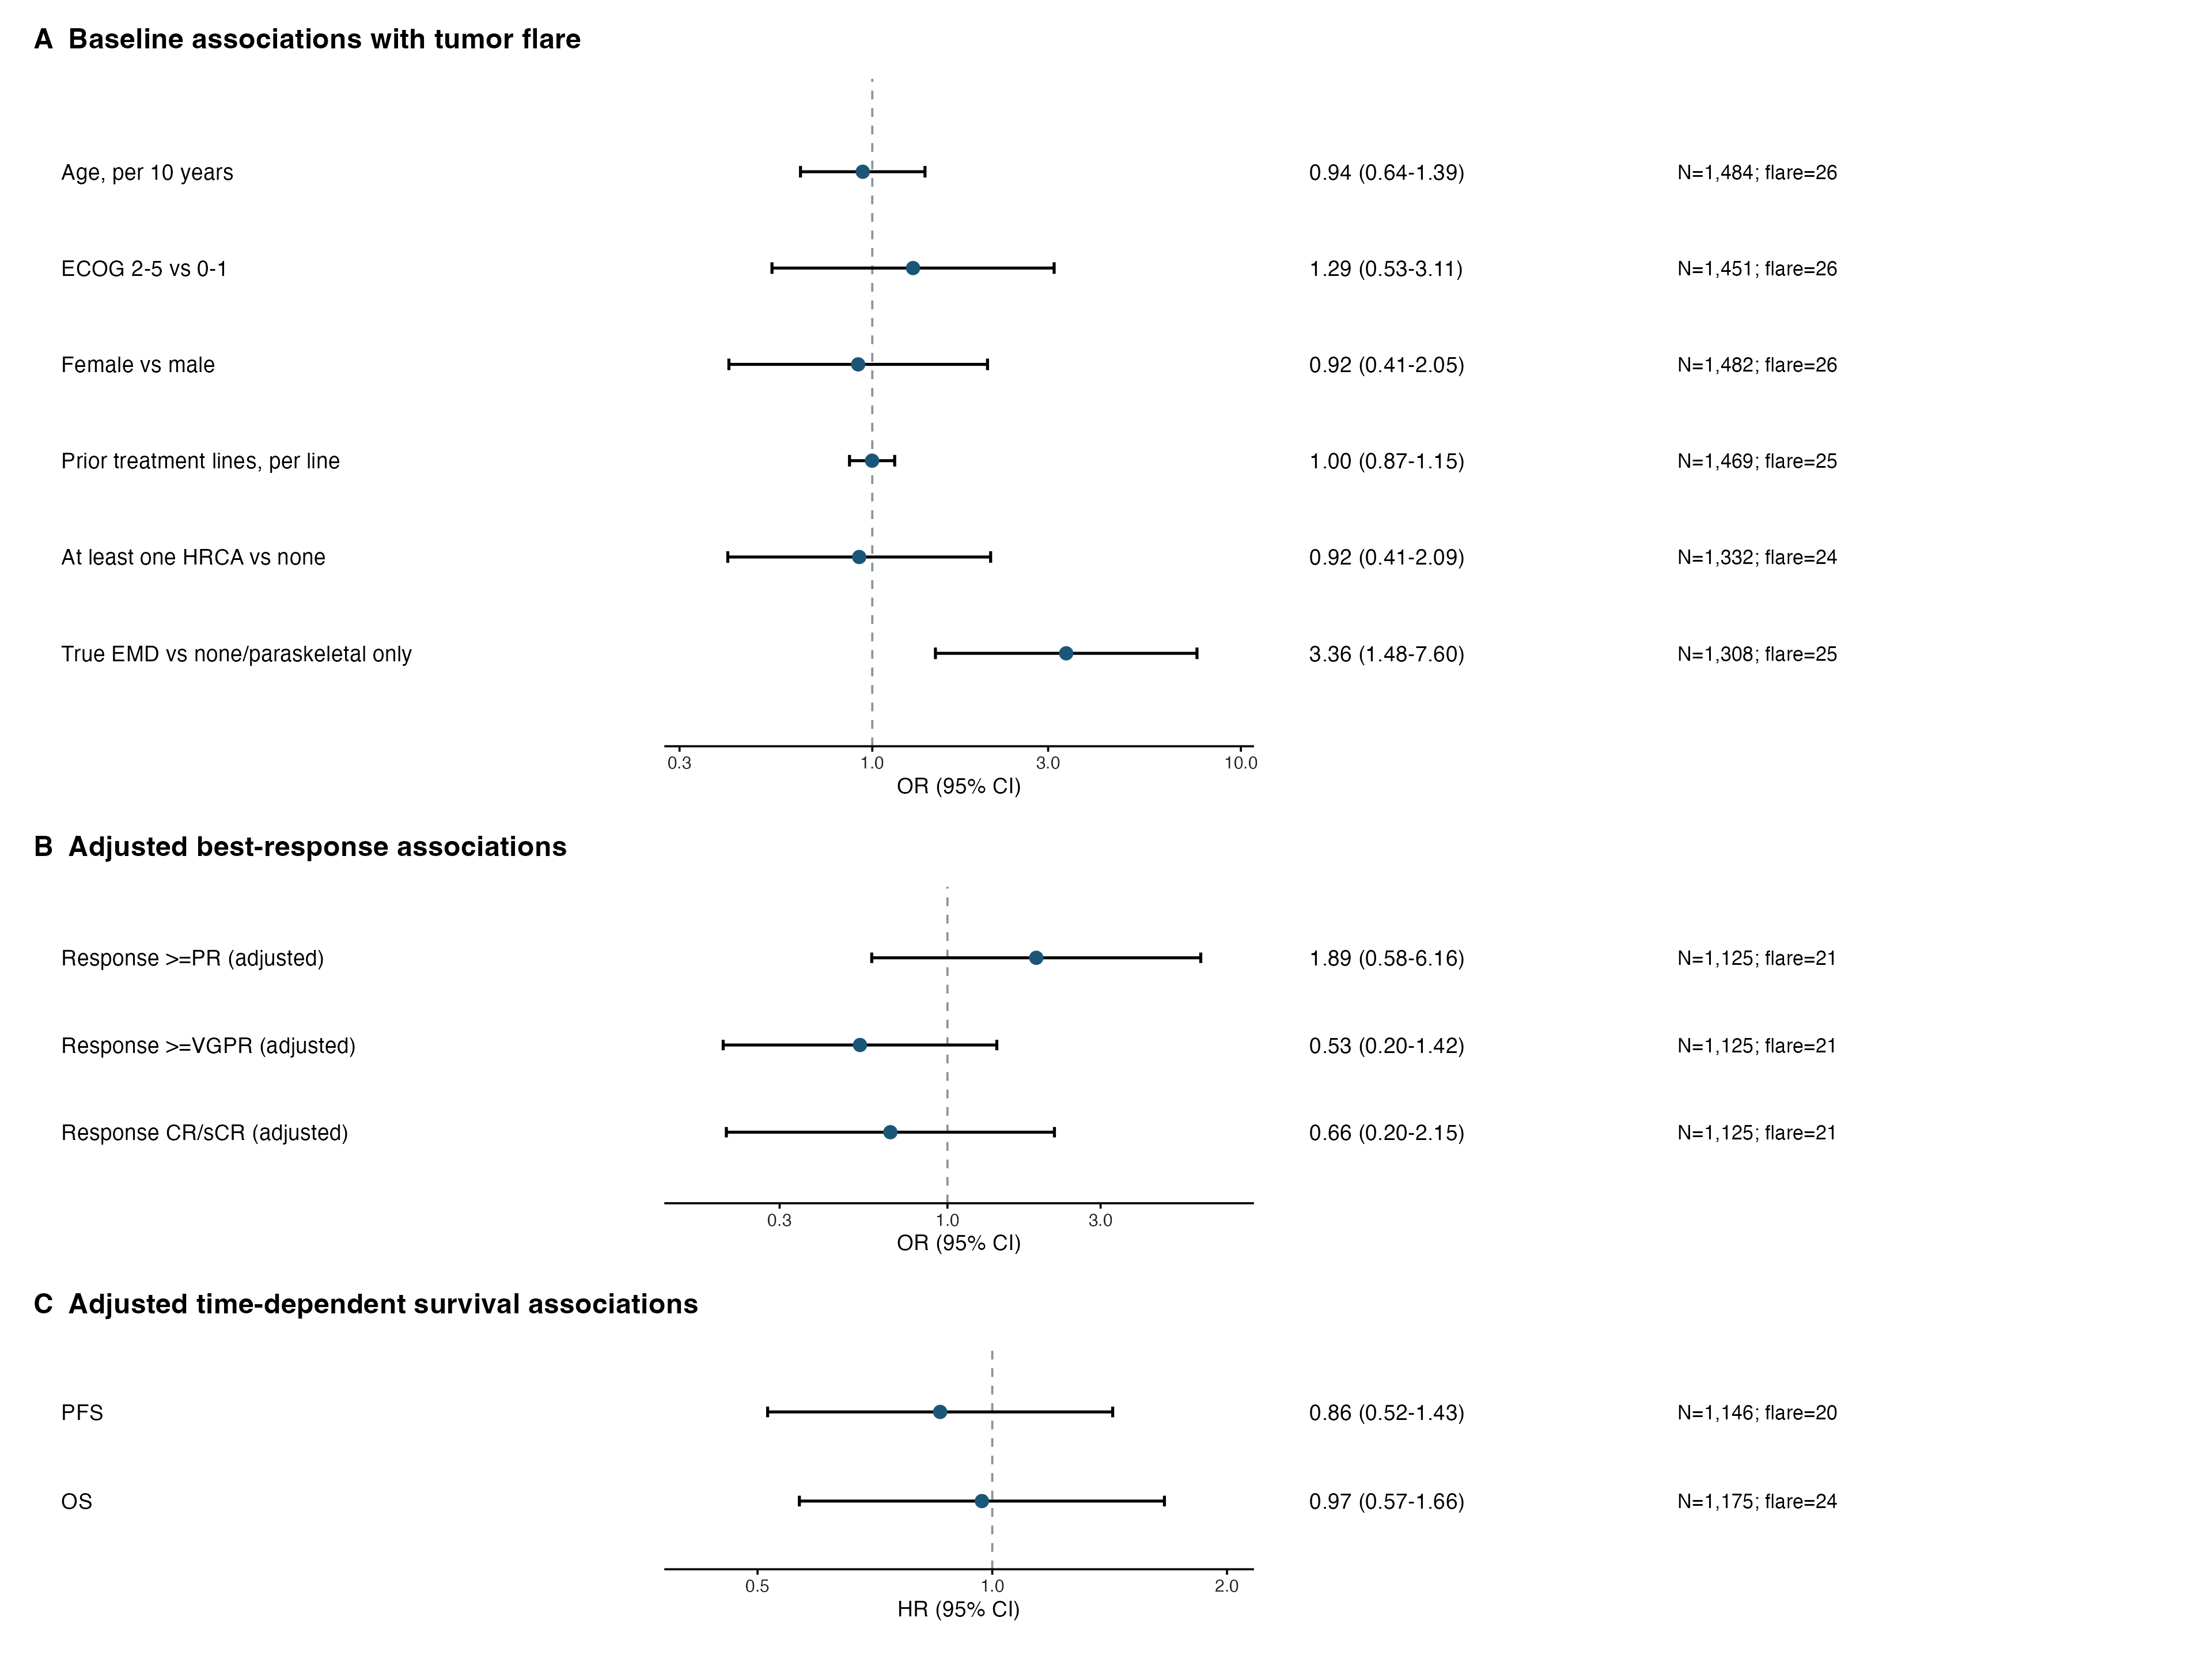 A Baseline associations with tumor flare
Age, per 10 years 0.94 (0.64-1.39) N=1,484; flare=26
ECOG 2-5 vs 0-1 1.29 (0.53-3.11) N=1,451; flare=26
Female vs male 0.92 (0.41-2.05) N=1,482; flare=26
Prior treatment lines, per line 1.00 (0.87-1.15) N=1,469; flare=25
At least one HRCA vs none 0.92 (0.41-2.09) N=1,332; flare=24
True EMD vs none/paraskeletal only 3.36 (1.48-7.60) N=1,308; flare=25
0.3 1.0 3.0 10.0
OR (95% CI)
B Adjusted best-response associations
Response >=PR (adjusted) 1.89 (0.58-6.16) N=1,125; flare=21
Response >=VGPR (adjusted) 0.53 (0.20-1.42) N=1,125; flare=21
Response CR/sCR (adjusted) 0.66 (0.20-2.15) N=1,125; flare=21
0.3 1.0 3.0
OR (95% CI)
C Adjusted time-dependent survival associations
PFS 0.86 (0.52-1.43) N=1,146; flare=20
OS 0.97 (0.57-1.66) N=1,175; flare=24
0.5 1.0 2.0
HR (95% CI)